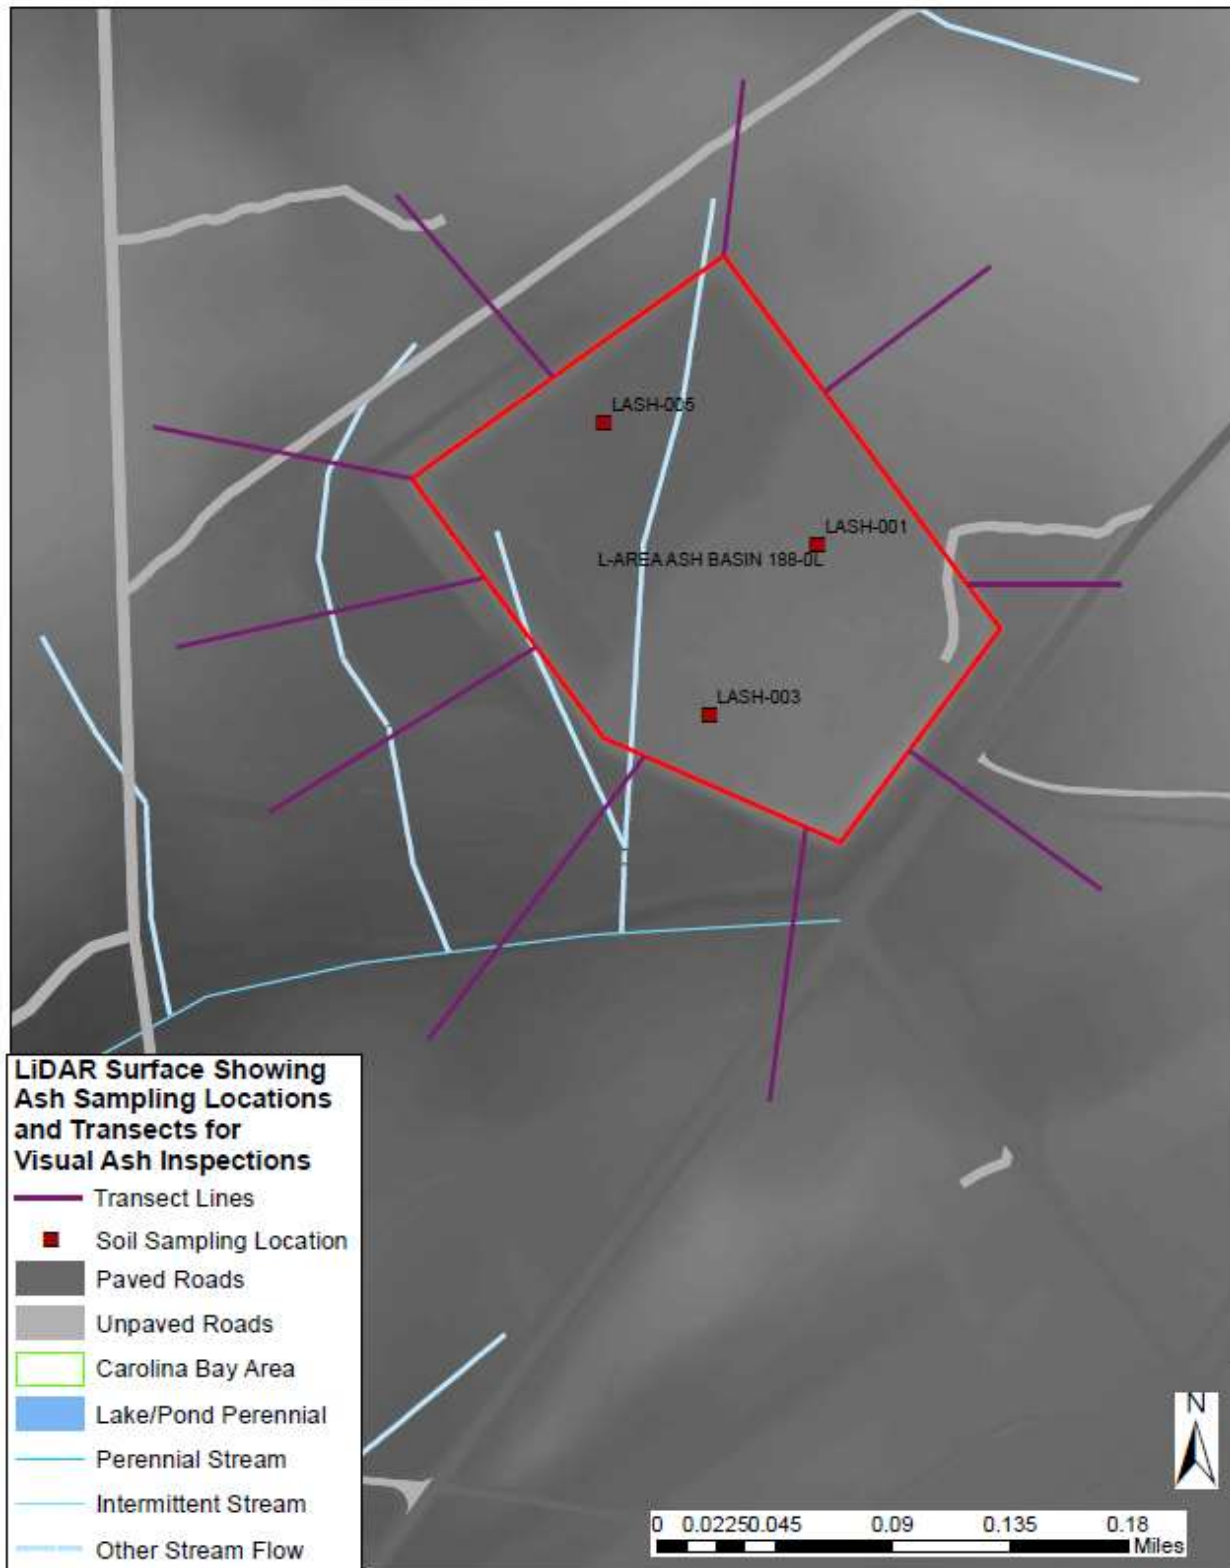 LASH-005
LASH-001
L-AREA ASH BASIN 188-0L
LASH-003
LiDAR Surface Showing
Ash Sampling Locations
and Transects for
Visual Ash Inspections
Transect Lines
Soil Sampling Location
Paved Roads
Unpaved Roads
Carolina Bay Area
Lake/Pond Perennial
Perennial Stream
Intermittent Stream
Other Stream Flow
N
0 0.0225 0.045 0.09 0.135 0.18
Miles